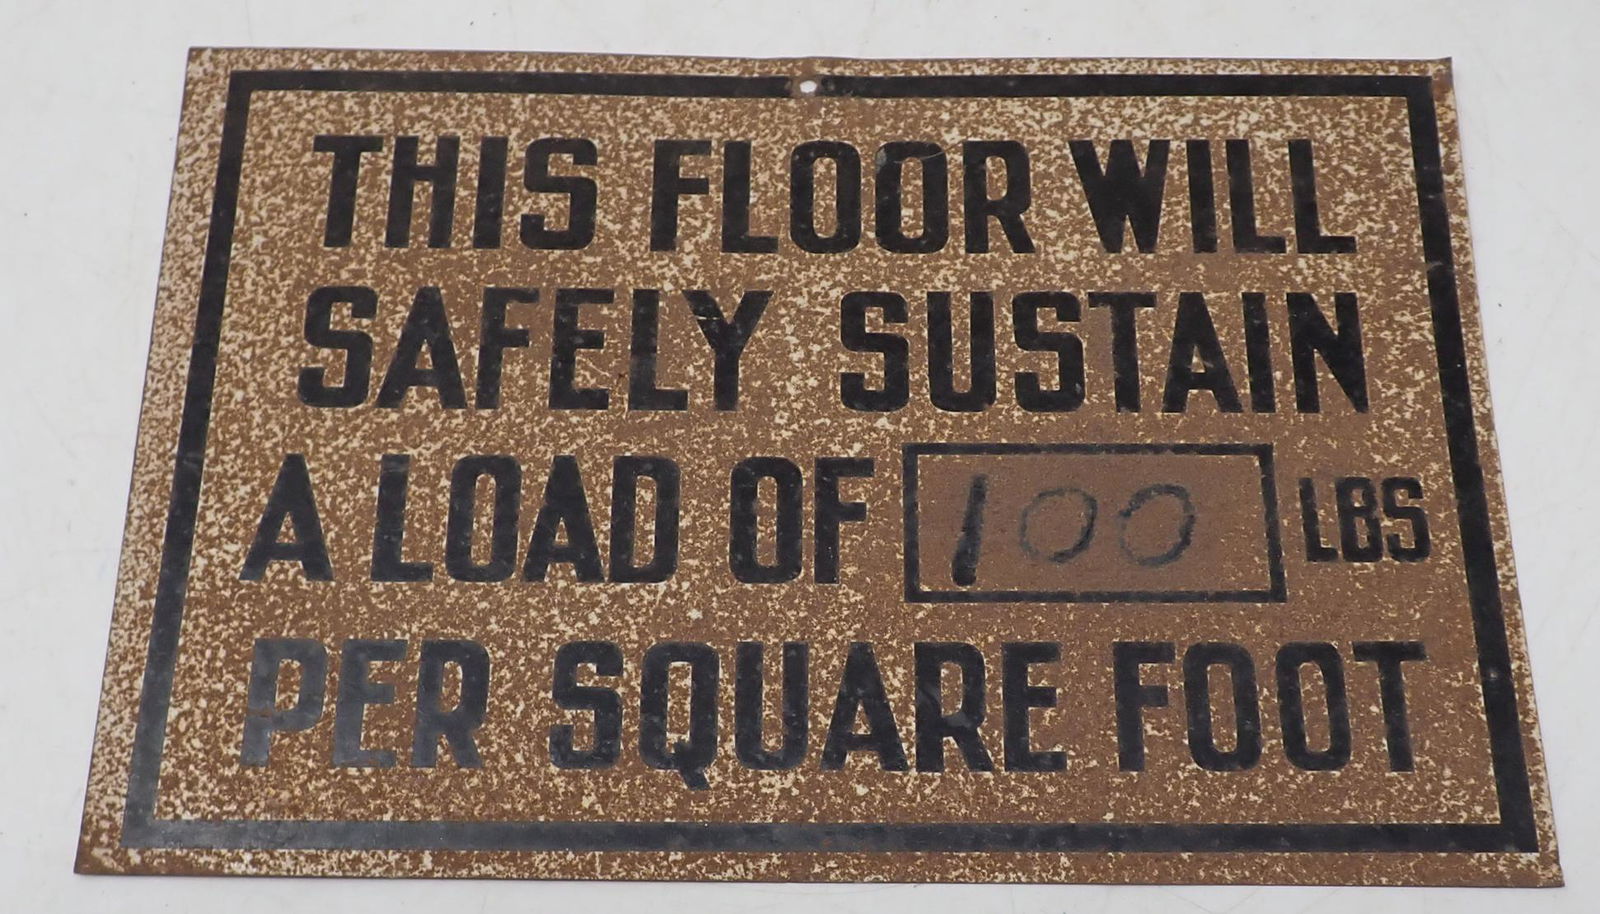 THIS FLOOR WILL
SAFELY SUSTAIN
A LOAD OF 100 LBS
PER SQUARE FOOT